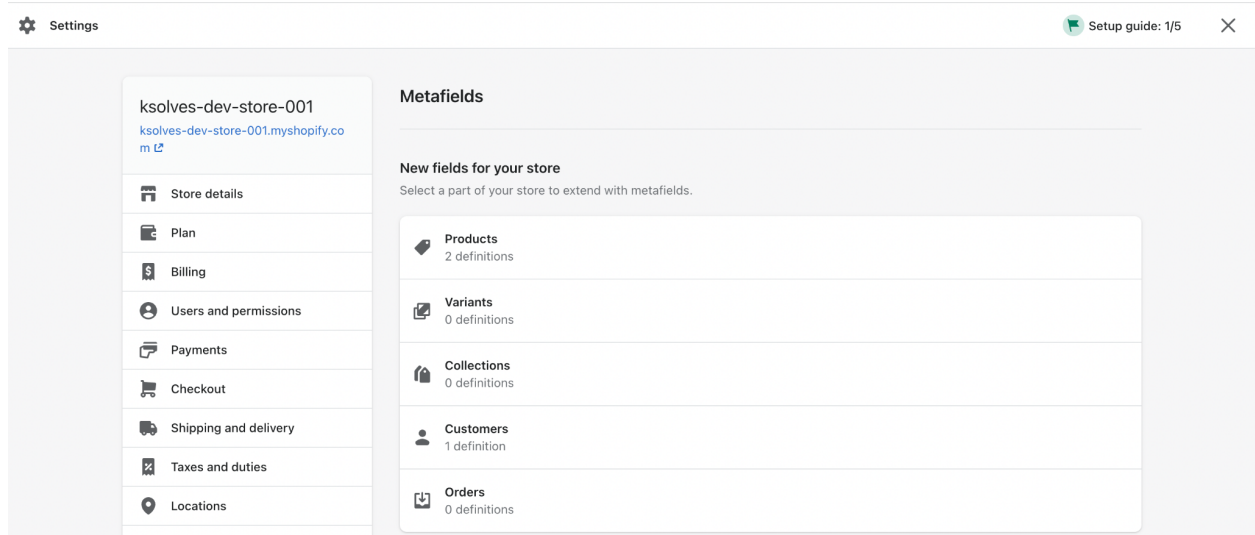 Settings
Setup guide: 1/5
ksolves-dev-store-001
ksolves-dev-store-001.myshopify.co
m
Store details
Plan
Billing
Users and permissions
Payments
Checkout
Shipping and delivery
Taxes and duties
Locations
Metafields
New fields for your store
Select a part of your store to extend with metafields.
Products
2 definitions
Variants
0 definitions
Collections
0 definitions
Customers
1 definition
Orders
0 definitions